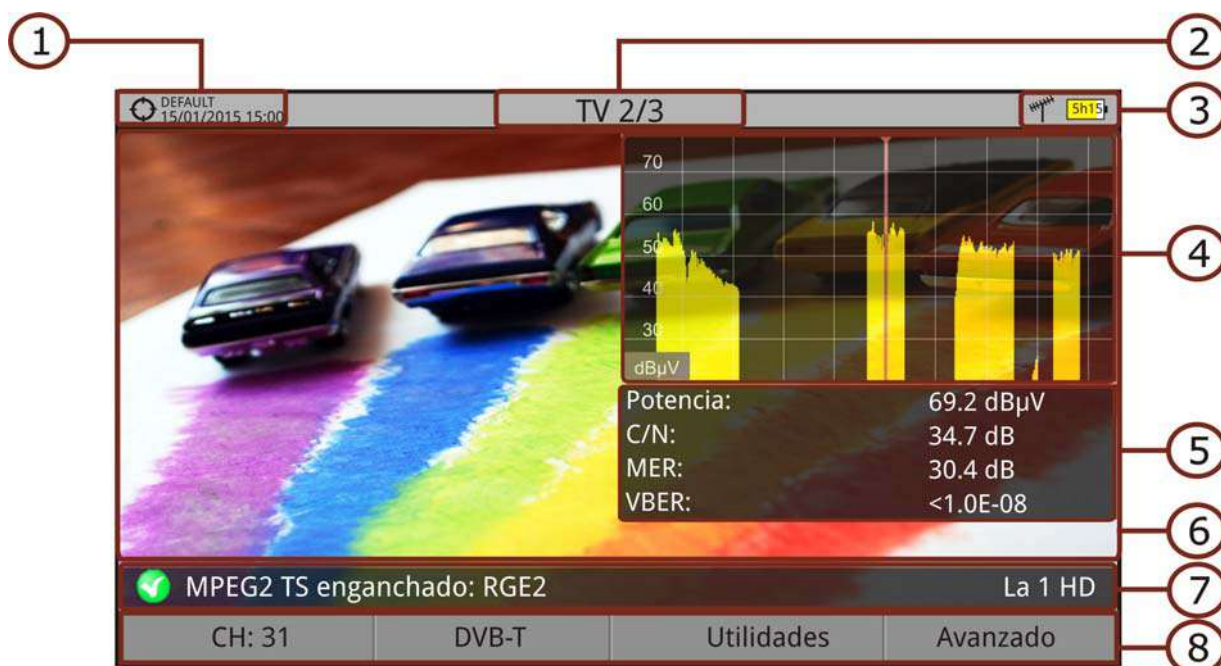 1
2
DEFAULT
15/01/2015 15:00
TV 2/3
5h15
3
70
60
50
40
30
dBµV
4
Potencia: 69.2 dBµV
C/N: 34.7 dB
MER: 30.4 dB
VBER: <1.0E-08
5
6
MPEG2 TS enganchado: RGE2 La 1 HD
7
CH: 31 DVB-T Utilidades Avanzado
8